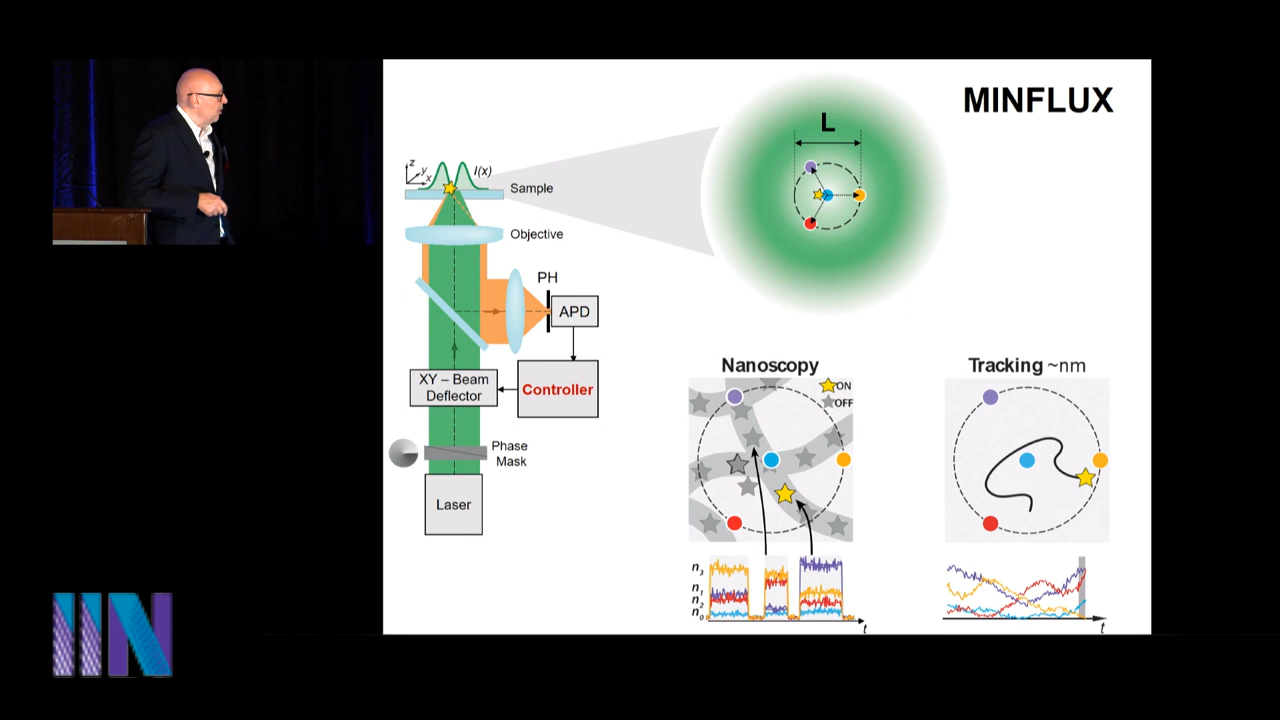 MINFLUX
L
z
y
x
I(x)
Sample
Objective
PH
APD
XY – Beam
Deflector
Controller
Phase
Mask
Laser
Nanoscopy
ON
OFF
n3
n1
n2
n0
t
Tracking ~nm
t
IIN